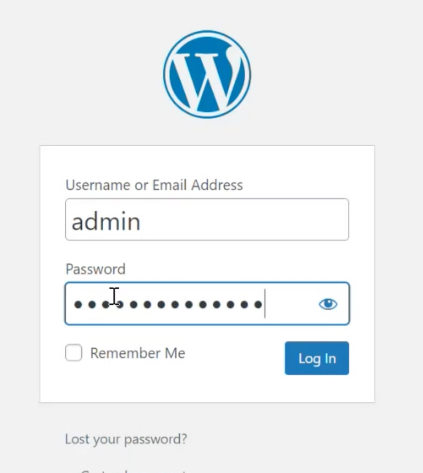 Username or Email Address
admin
Password
Remember Me
Log In
Lost your password?